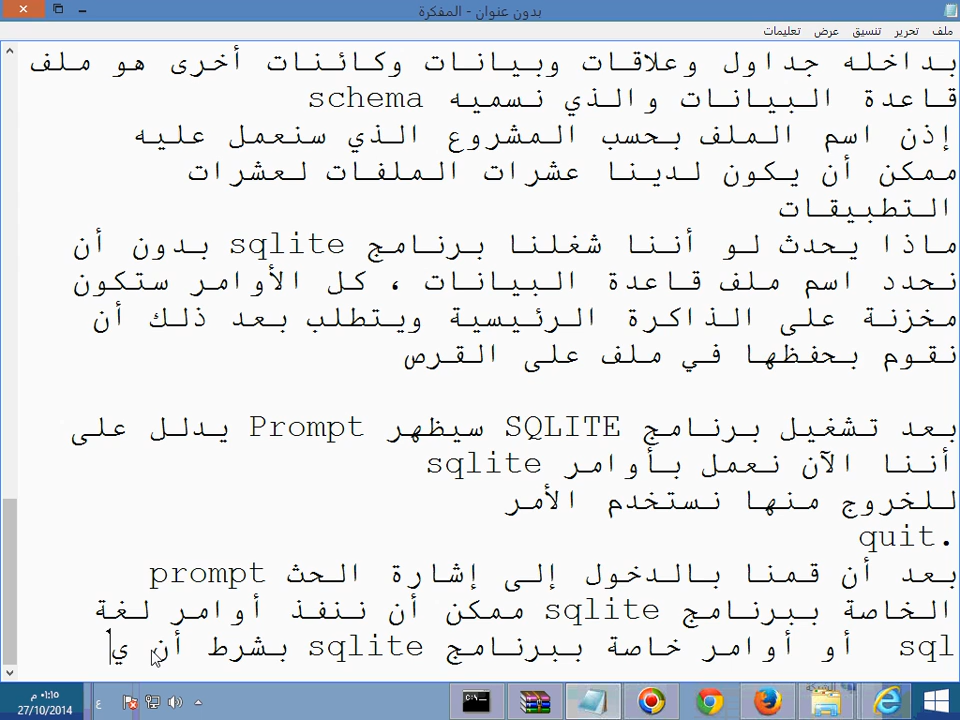 بدون عنوان - المفكرة
ملف تحرير تنسيق عرض تعليمات
بداخله جداول وعلاقات وبيانات وكائنات أخرى هو ملف
قاعدة البيانات والذي نسميه schema
إذن اسم الملف بحسب المشروع الذي سنعمل عليه
ممكن أن يكون لدينا عشرات الملفات لعشرات
التطبيقات
ماذا يحدث لو أننا شغلنا برنامج sqlite بدون أن
نحدد اسم ملف قاعدة البيانات ، كل الأوامر ستكون
مخزنة على الذاكرة الرئيسية ويتطلب بعد ذلك أن
نقوم بحفظها في ملف على القرص
بعد تشغيل برنامج SQLITE سيظهر Prompt يدلل على
أننا الآن نعمل بأوامر sqlite
للخروج منها نستخدم الأمر
quit.
بعد أن قمنا بالدخول إلى إشارة الحث prompt
الخاصة ببرنامج sqlite ممكن أن ننفذ أوامر لغة
sql أو أوامر خاصة ببرنامج sqlite بشرط أن ي
C:\
الشبكة
ع
٠١:١٥ م
27/10/2014